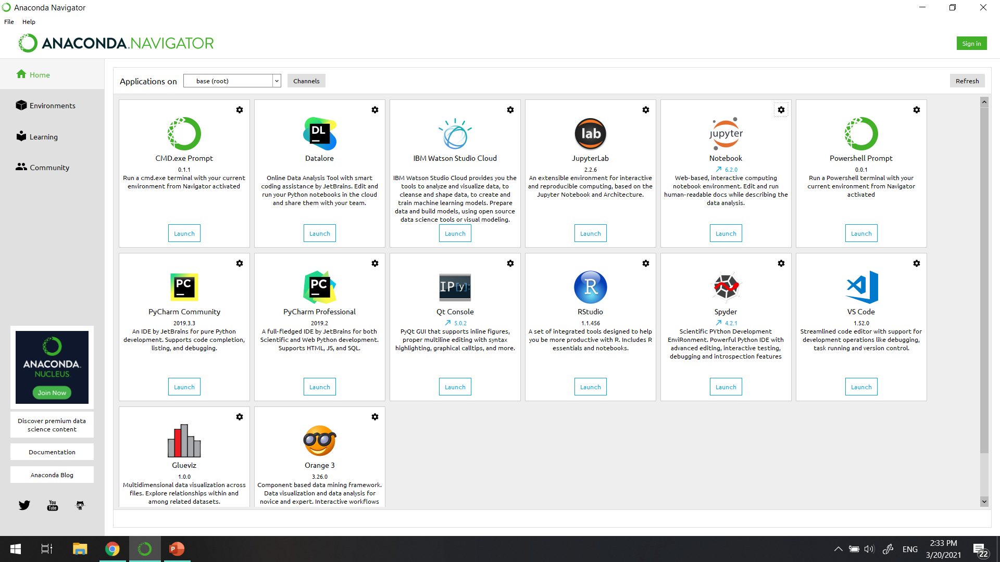 Anaconda Navigator
File Help
ANACONDA.NAVIGATOR
Sign in
Home
Environments
Learning
Community
Applications on base (root) Channels Refresh
CMD.exe Prompt
0.1.1
Run a cmd.exe terminal with your current
environment from Navigator activated
Launch
DL
Datalore
Online Data Analysis Tool with smart
coding assistance by JetBrains. Edit and
run your Python notebooks in the cloud
and share them with your team.
Launch
IBM Watson Studio Cloud
IBM Watson Studio Cloud provides you the
tools to analyze and visualize data, to
cleanse and shape data, to create and
train machine learning models. Prepare
data and build models, using open source
data science tools or visual modeling.
Launch
lab
JupyterLab
2.2.6
An extensible environment for interactive
and reproducible computing, based on the
Jupyter Notebook and Architecture.
Launch
jupyter
Notebook
6.2.0
Web-based, interactive computing
notebook environment. Edit and run
human-readable docs while describing the
data analysis.
Launch
Powershell Prompt
0.0.1
Run a Powershell terminal with your
current environment from Navigator
activated
Launch
PC
PyCharm Community
2019.3.3
An IDE by JetBrains for pure Python
development. Supports code completion,
listing, and debugging.
Launch
PC
PyCharm Professional
2019.2
A full-fledged IDE by JetBrains for both
Scientific and Web Python development.
Supports HTML, JS, and SQL.
Launch
IP[y]:
Qt Console
5.0.2
PyQt GUI that supports inline figures,
proper multiline editing with syntax
highlighting, graphical calltips, and more.
Launch
R
RStudio
1.1.456
A set of integrated tools designed to help
you be more productive with R. Includes R
essentials and notebooks.
Launch
Spyder
4.2.1
Scientific PYthon Development
EnviRonment. Powerful Python IDE with
advanced editing, interactive testing,
debugging and introspection features
Launch
VS Code
1.52.0
Streamlined code editor with support for
development operations like debugging,
task running and version control.
Launch
Glueviz
1.0.0
Multidimensional data visualization across
files. Explore relationships within and
among related datasets.
Orange 3
3.26.0
Component based data mining framework.
Data visualization and data analysis for
novice and expert. Interactive workflows
ANACONDA.
NUCLEUS
Join Now
Discover premium data
science content
Documentation
Anaconda Blog
You
Tube
P
ENG
2:33 PM
3/20/2021
22